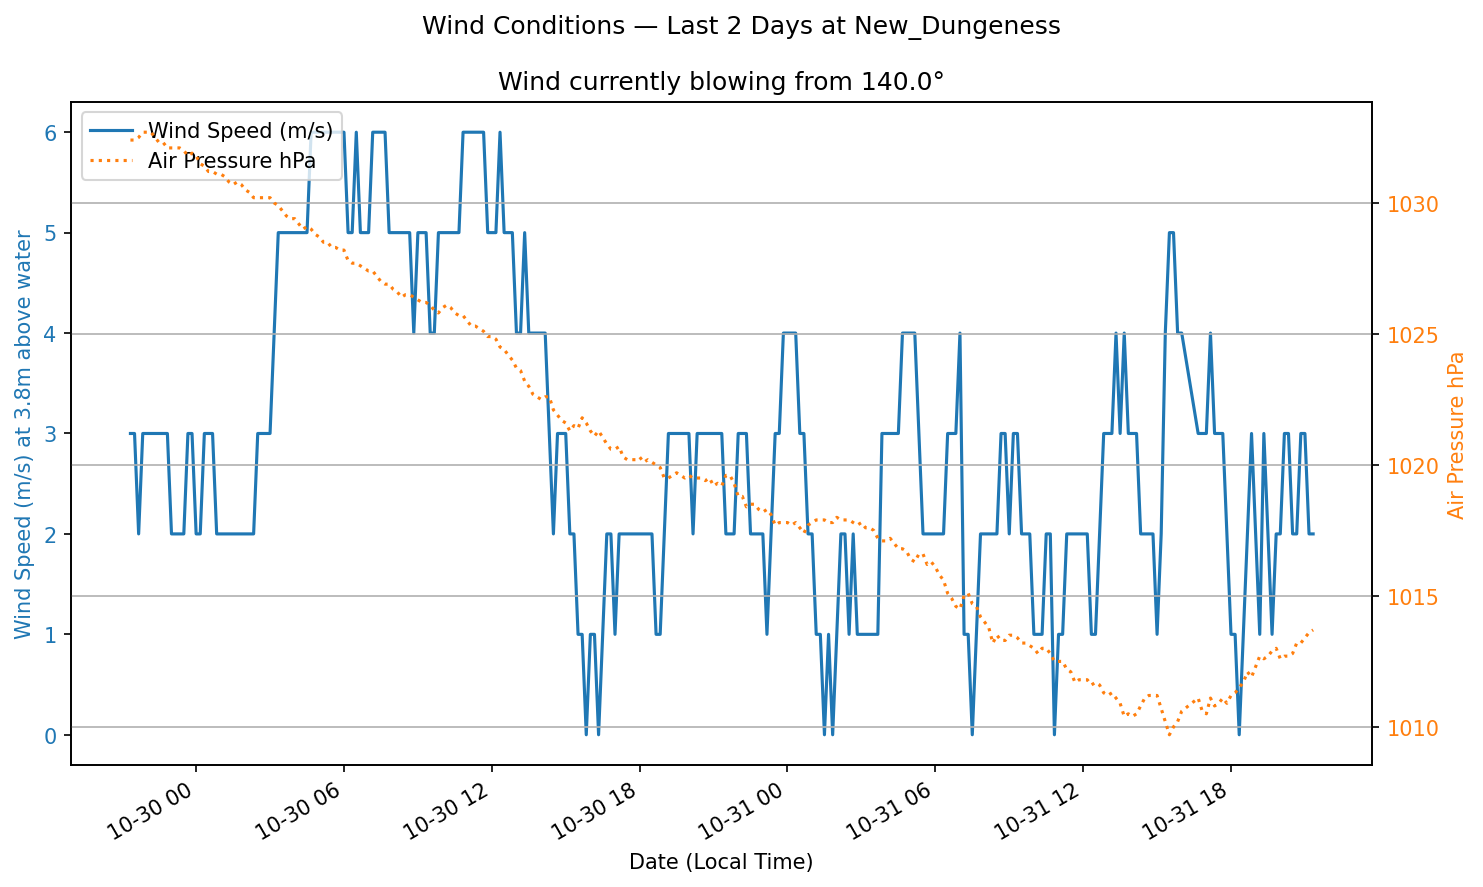 Wind Conditions — Last 2 Days at New_Dungeness
Wind currently blowing from 140.0°
Wind Speed (m/s)
Air Pressure hPa
Wind Speed (m/s) at 3.8m above water
6
5
4
3
2
1
0
1030
1025
1020
1015
1010
Air Pressure hPa
10-30 00
10-30 06
10-30 12
10-30 18
10-31 00
10-31 06
10-31 12
10-31 18
Date (Local Time)